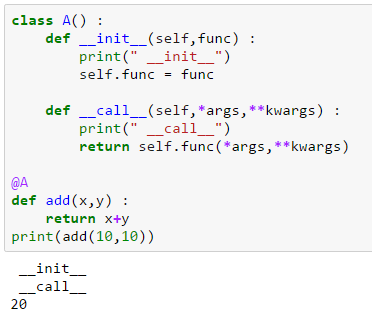 class A() :
    def __init__(self,func) :
        print(" __init__")
        self.func = func

    def __call__(self,*args,**kwargs) :
        print(" __call__")
        return self.func(*args,**kwargs)

@A
def add(x,y) :
    return x+y
print(add(10,10))
 __init__
 __call__
20